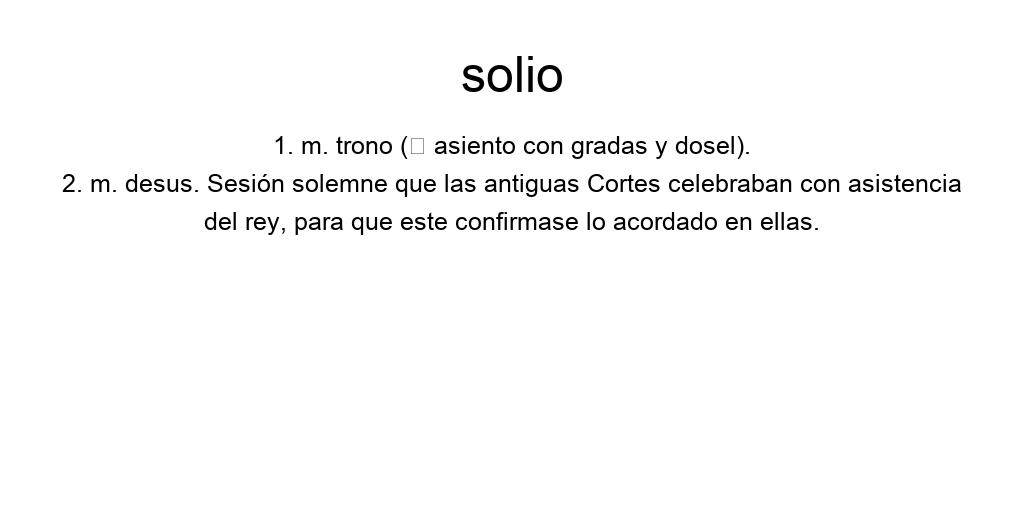 solio
1. m. trono (□ asiento con gradas y dosel).
2. m. desus. Sesión solemne que las antiguas Cortes celebraban con asistencia
del rey, para que este confirmase lo acordado en ellas.